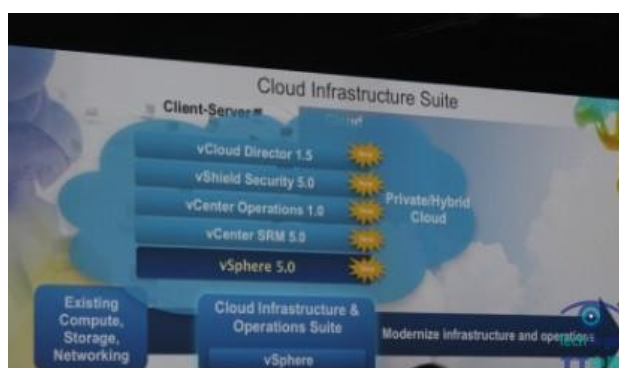 Cloud Infrastructure Suite
Client-Server
Cloud
vCloud Director 1.5
vShield Security 5.0
vCenter Operations 1.0
vCenter SRM 5.0
vSphere 5.0
Private/Hybrid
Cloud
Existing
Compute,
Storage,
Networking
Cloud Infrastructure &
Operations Suite
vSphere
Modernize infrastructure and operations